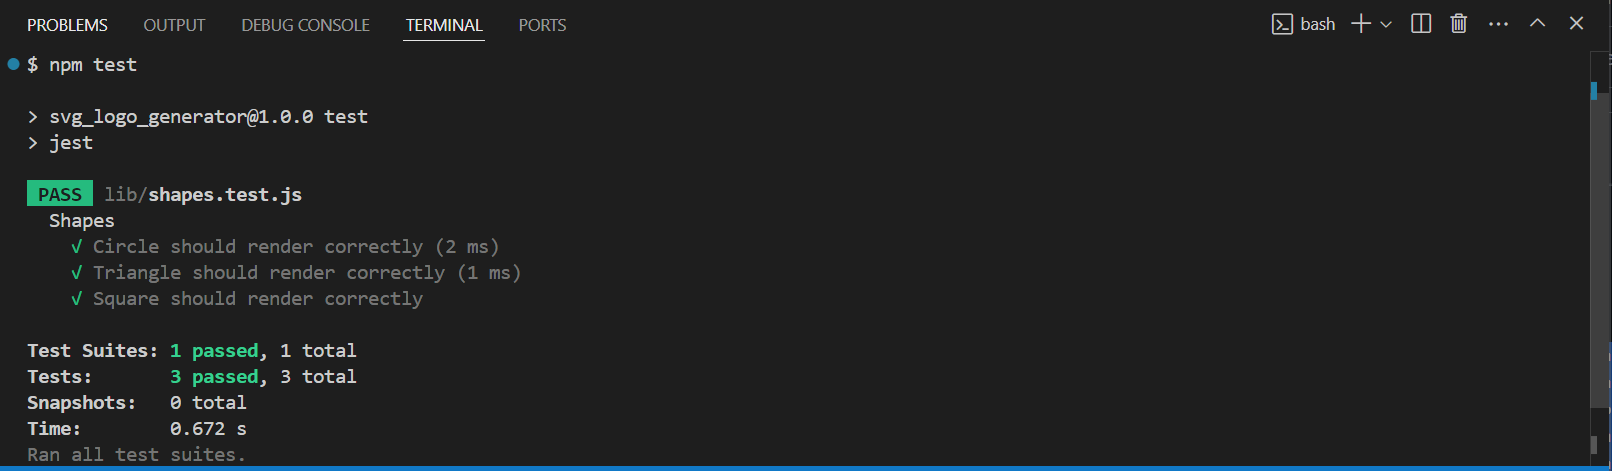 PROBLEMS OUTPUT DEBUG CONSOLE TERMINAL PORTS bash
$ npm test
> svg_logo_generator@1.0.0 test
> jest
PASS lib/shapes.test.js
Shapes
√ Circle should render correctly (2 ms)
√ Triangle should render correctly (1 ms)
√ Square should render correctly
Test Suites: 1 passed, 1 total
Tests: 3 passed, 3 total
Snapshots: 0 total
Time: 0.672 s
Ran all test suites.